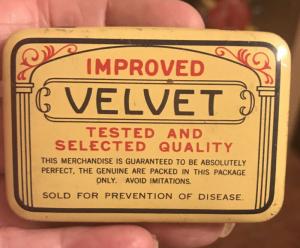 IMPROVED
VELVET
TESTED AND
SELECTED QUALITY
THIS MERCHANDISE IS GUARANTEED TO BE ABSOLUTELY
PERFECT, THE GENUINE ARE PACKED IN THIS PACKAGE
ONLY. AVOID IMITATIONS.
SOLD FOR PREVENTION OF DISEASE.